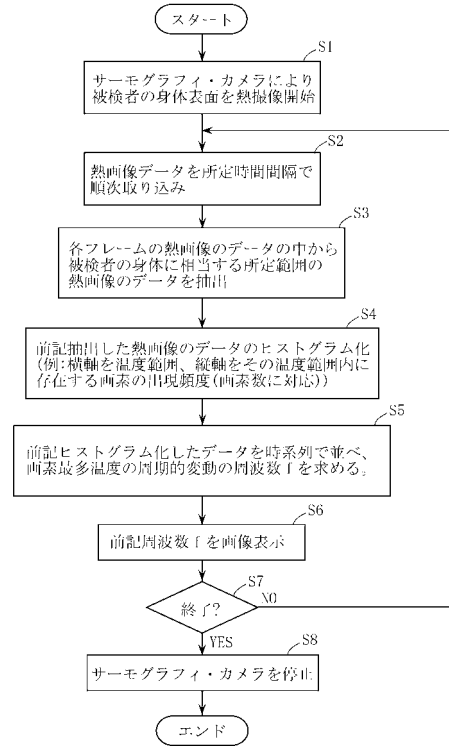 スタート
S1
サーモグラフィ・カメラにより
被検者の身体表面を熱撮像開始
S2
熱画像データを所定時間間隔で
順次取り込み
S3
各フレームの熱画像のデータの中から
被検者の身体に相当する所定範囲の
熱画像のデータを抽出
S4
前記抽出した熱画像のデータのヒストグラム化
(例:横軸を温度範囲、縦軸をその温度範囲内に
存在する画素の出現頻度(画素数に対応))
S5
前記ヒストグラム化したデータを時系列で並べ、
画素最多温度の周期的変動の周波数fを求める。
S6
前記周波数fを画像表示
S7
終了?
NO
YES
S8
サーモグラフィ・カメラを停止
エンド